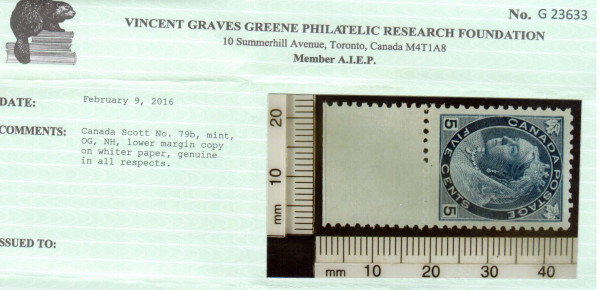 No. G 23633
VINCENT GRAVES GREENE PHILATELIC RESEARCH FOUNDATION
10 Summerhill Avenue, Toronto, Canada M4T1A8
Member A.I.E.P.
DATE: February 9, 2016
COMMENTS: Canada Scott No. 79b, mint,
OG, NH, lower margin copy
on whiter paper, genuine
in all respects.
SSUED TO:
mm 10 20
CANADA POSTAGE
FIVE CENTS
5 5
mm 10 20 30 40